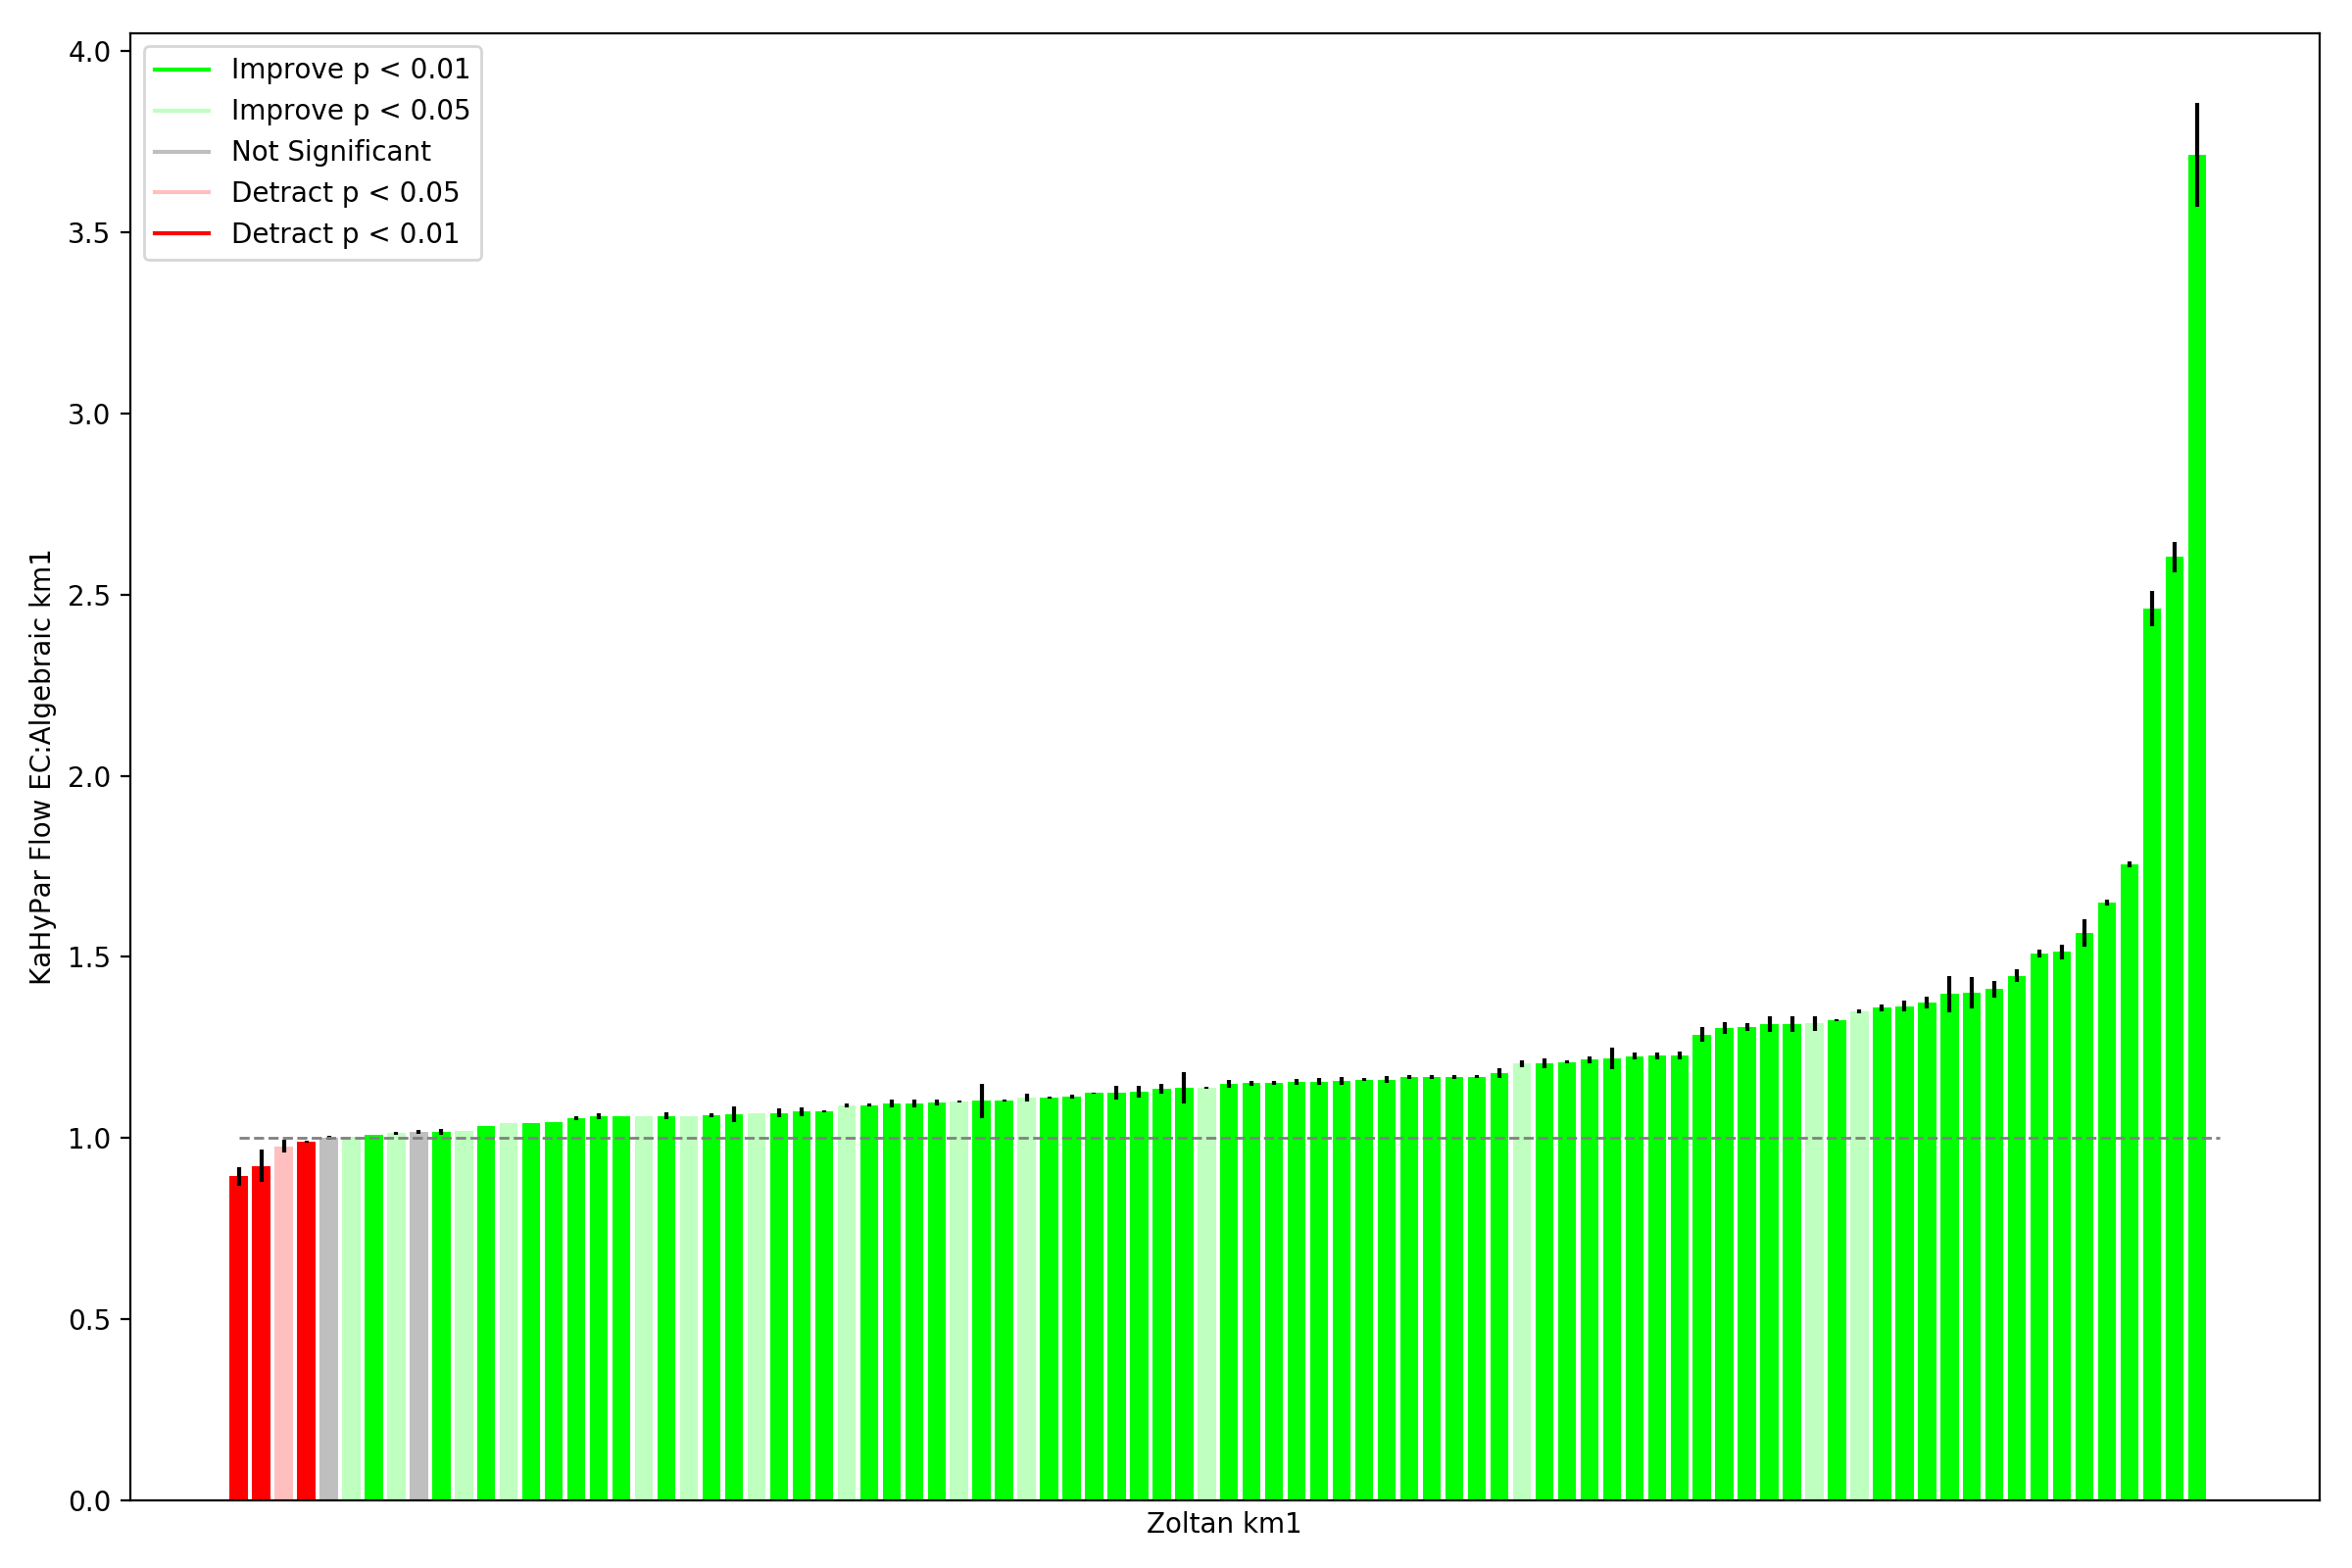 4.0
3.5
3.0
2.5
2.0
1.5
1.0
0.5
0.0
KaHyPar Flow EC:Algebraic km1
Improve p < 0.01
Improve p < 0.05
Not Significant
Detract p < 0.05
Detract p < 0.01
Zoltan km1